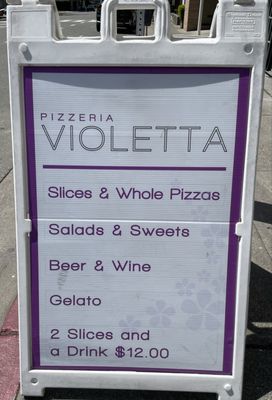 PIZZERIA
VIOLETTA
Slices & Whole Pizzas
Salads & Sweets
Beer & Wine
Gelato
2 Slices and
a Drink $12.00